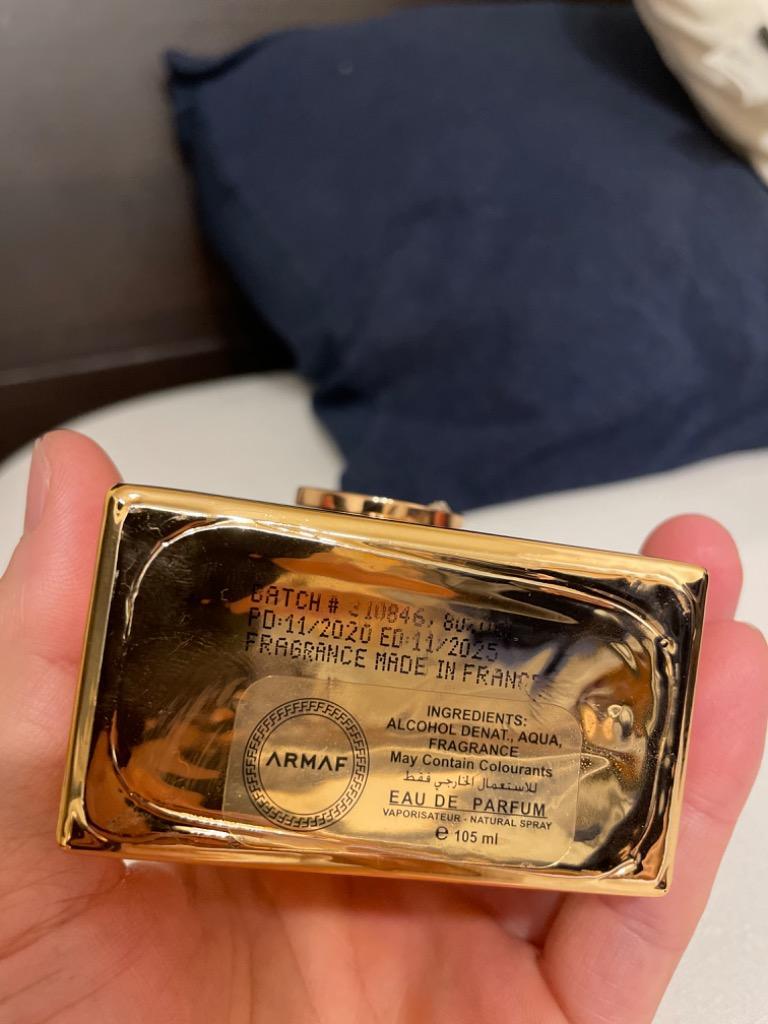 BATCH # 310846,
PD:11/2020 ED:11/2025
FRAGRANCE MADE IN FRANCE
ARMAF
INGREDIENTS:
ALCOHOL DENAT., AQUA,
FRAGRANCE
May Contain Colourants
للاستعمال الخارجي فقط
EAU DE PARFUM
VAPORISATEUR - NATURAL SPRAY
e 105 ml